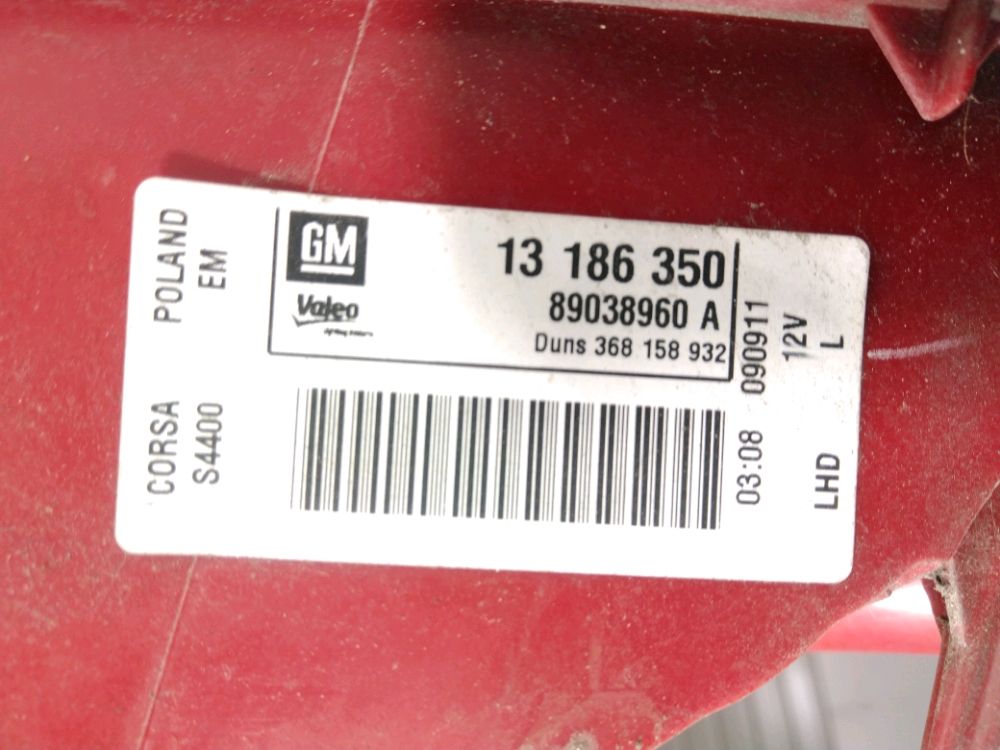 GM
Valeo
13 186 350
89038960 A
Duns 368 158 932
CORSA POLAND
S4400 EM
03:08 090911
12V
LHD L